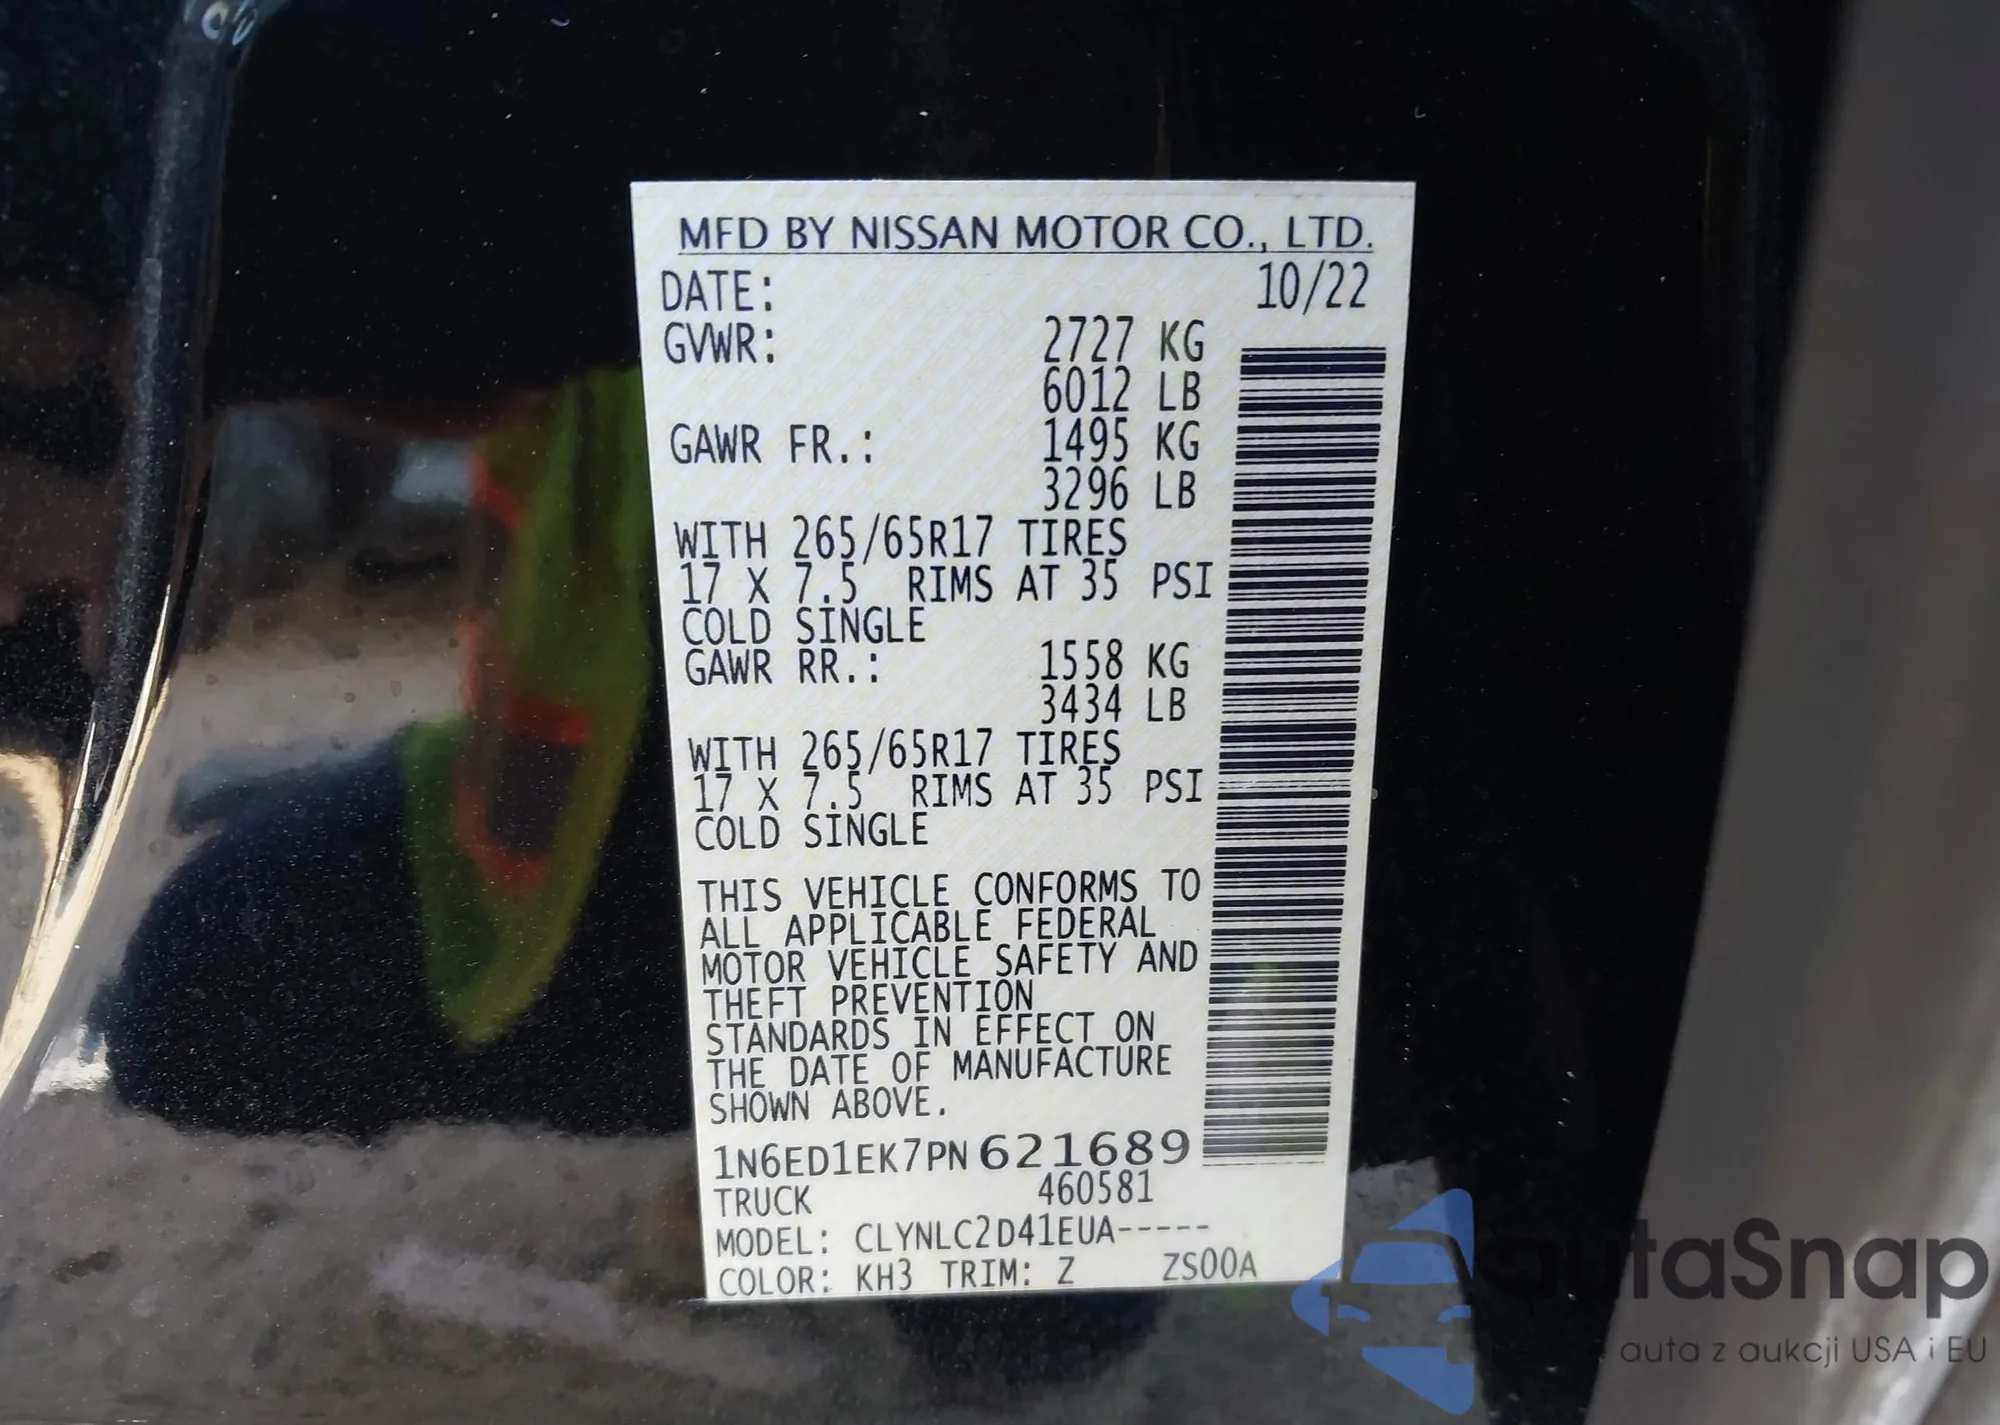 MFD BY NISSAN MOTOR CO., LTD.
DATE: 10/22
GVWR: 2727 KG
6012 LB
GAWR FR.: 1495 KG
3296 LB
WITH 265/65R17 TIRES
17 X 7.5 RIMS AT 35 PSI
COLD SINGLE
GAWR RR.: 1558 KG
3434 LB
WITH 265/65R17 TIRES
17 X 7.5 RIMS AT 35 PSI
COLD SINGLE
THIS VEHICLE CONFORMS TO
ALL APPLICABLE FEDERAL
MOTOR VEHICLE SAFETY AND
THEFT PREVENTION
STANDARDS IN EFFECT ON
THE DATE OF MANUFACTURE
SHOWN ABOVE.
1N6ED1EK7PN621689
TRUCK 460581
MODEL: CLYNLC2D41EUA-----
COLOR: KH3 TRIM: Z ZS00A
autaSnap
auta z aukcji USA i EU